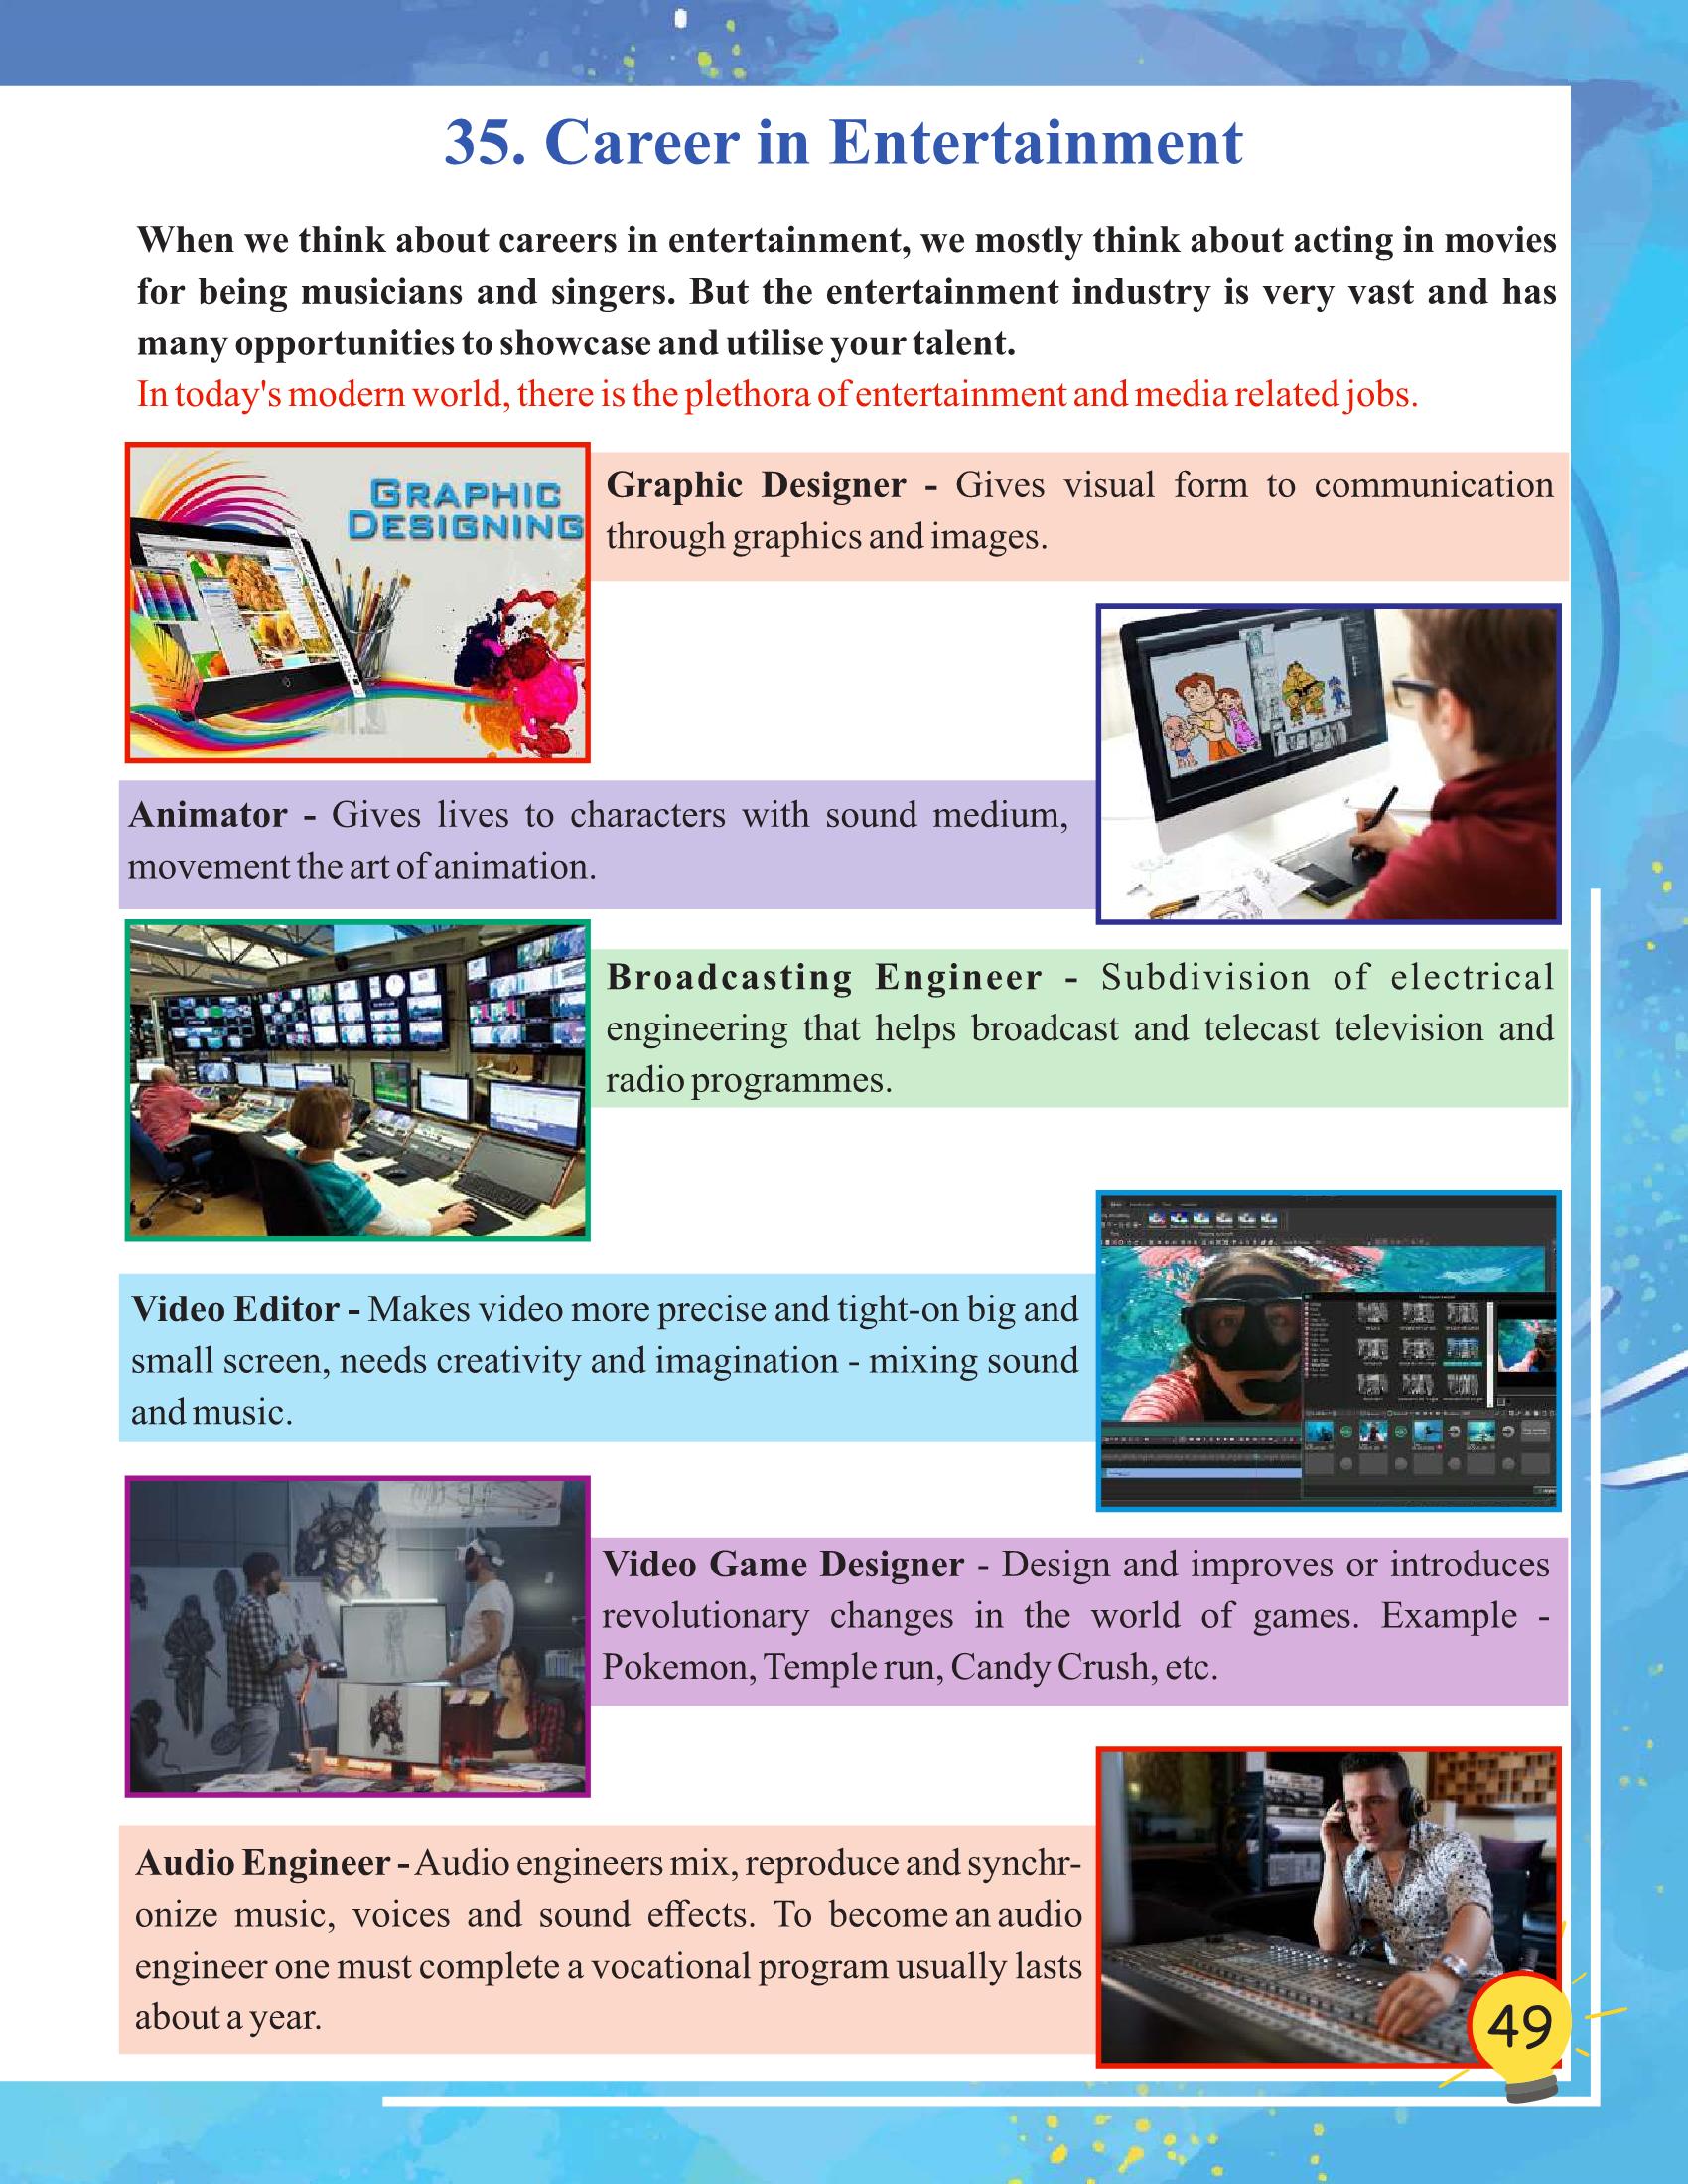 35. Career in Entertainment
When we think about careers in entertainment, we mostly think about acting in movies
for being musicians and singers. But the entertainment industry is very vast and has
many opportunities to showcase and utilise your talent.
In today's modern world, there is the plethora of entertainment and media related jobs.
GRAPHIC
DESIGNING
Graphic Designer - Gives visual form to communication
through graphics and images.
Animator - Gives lives to characters with sound medium,
movement the art of animation.
Broadcasting Engineer - Subdivision of electrical
engineering that helps broadcast and telecast television and
radio programmes.
Video Editor - Makes video more precise and tight-on big and
small screen, needs creativity and imagination - mixing sound
and music.
Video Game Designer - Design and improves or introduces
revolutionary changes in the world of games. Example -
Pokemon, Temple run, Candy Crush, etc.
Audio Engineer - Audio engineers mix, reproduce and synchr-
onize music, voices and sound effects. To become an audio
engineer one must complete a vocational program usually lasts
about a year.
49